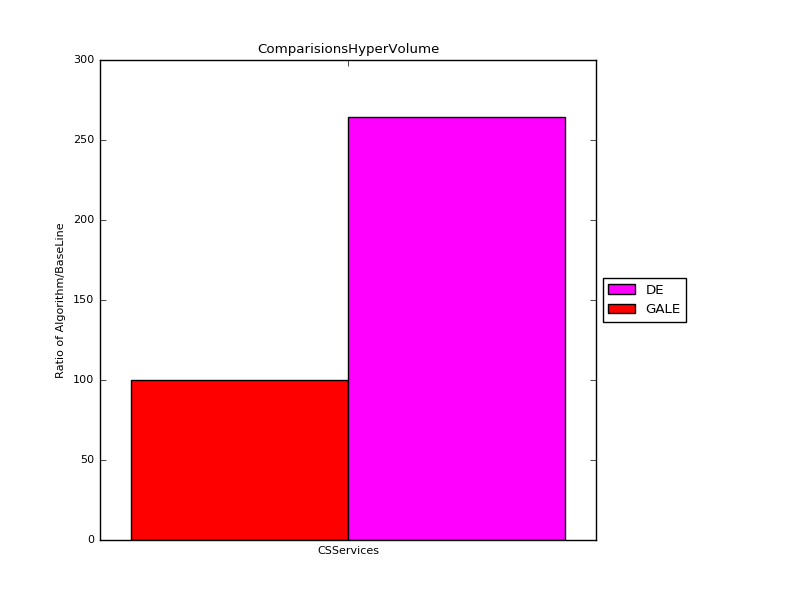 ComparisionsHyperVolume
300
250
200
150
100
50
0
Ratio of Algorithm/BaseLine
CSServices
DE
GALE